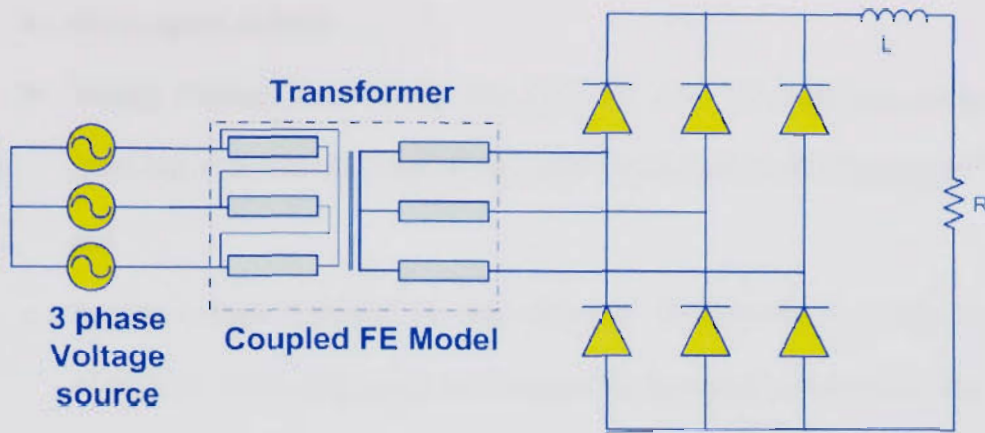 Transformer
L
R
3 phase
Voltage
source
Coupled FE Model